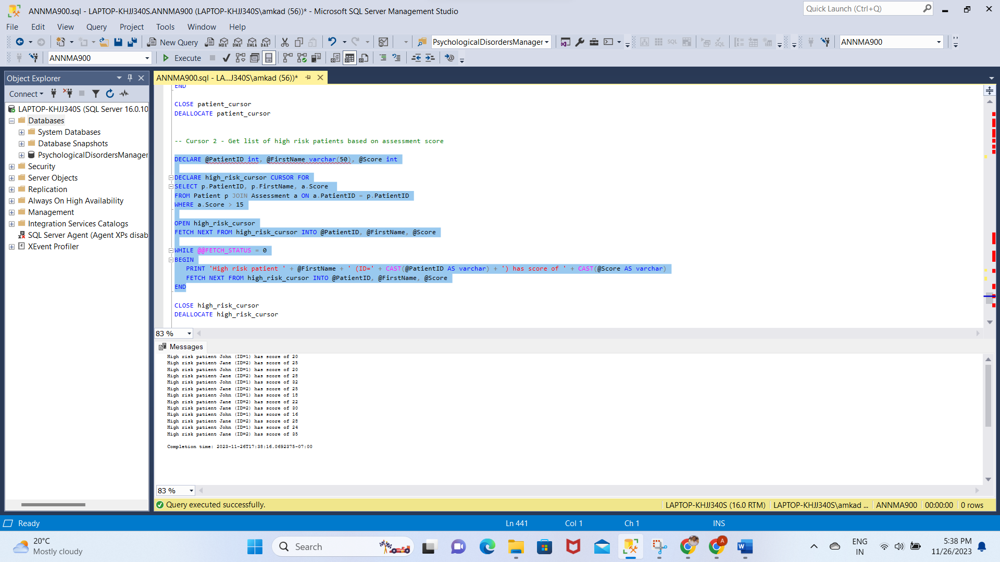 ANNMA900.sql - LAPTOP-KHJJ340S.ANNMA900 (LAPTOP-KHJJ340S\amkad (56))* - Microsoft SQL Server Management Studio
Quick Launch (Ctrl+Q)
File Edit View Query Project Tools Window Help
New Query MDX DMX XMLA DAX PsychologicalDisordersManager SQL SQL ANNMA900
ANNMA900 Execute
Object Explorer
Connect
LAPTOP-KHJJ340S (SQL Server 16.0.10
Databases
System Databases
Database Snapshots
PsychologicalDisordersManager
Security
Server Objects
Replication
Always On High Availability
Management
Integration Services Catalogs
SQL Server Agent (Agent XPs disab
XEvent Profiler
ANNMA900.sql - LA...J340S\amkad (56))*
END
CLOSE patient_cursor
DEALLOCATE patient_cursor
-- Cursor 2 - Get list of high risk patients based on assessment score
DECLARE @PatientID int, @FirstName varchar(50), @Score int
DECLARE high_risk_cursor CURSOR FOR
SELECT p.PatientID, p.FirstName, a.Score
FROM Patient p JOIN Assessment a ON a.PatientID = p.PatientID
WHERE a.Score > 15
OPEN high_risk_cursor
FETCH NEXT FROM high_risk_cursor INTO @PatientID, @FirstName, @Score
WHILE @@FETCH_STATUS = 0
BEGIN
PRINT 'High risk patient ' + @FirstName + ' (ID=' + CAST(@PatientID AS varchar) + ') has score of ' + CAST(@Score AS varchar)
FETCH NEXT FROM high_risk_cursor INTO @PatientID, @FirstName, @Score
END
CLOSE high_risk_cursor
DEALLOCATE high_risk_cursor
83 %
Messages
High risk patient John (ID=1) has score of 20
High risk patient Jane (ID=2) has score of 25
High risk patient John (ID=1) has score of 20
High risk patient Jane (ID=2) has score of 28
High risk patient John (ID=1) has score of 32
High risk patient Jane (ID=2) has score of 25
High risk patient John (ID=1) has score of 18
High risk patient Jane (ID=2) has score of 22
High risk patient Jane (ID=2) has score of 30
High risk patient John (ID=1) has score of 16
High risk patient Jane (ID=2) has score of 28
High risk patient John (ID=1) has score of 24
High risk patient Jane (ID=2) has score of 35
Completion time: 2023-11-26T17:38:16.0692375-07:00
83 %
Query executed successfully. LAPTOP-KHJJ340S (16.0 RTM) LAPTOP-KHJJ340S\amkad ... ANNMA900 00:00:00 0 rows
Ready Ln 441 Col 1 Ch 1 INS
20°C
Mostly cloudy
Search
ENG
IN
5:38 PM
11/26/2023